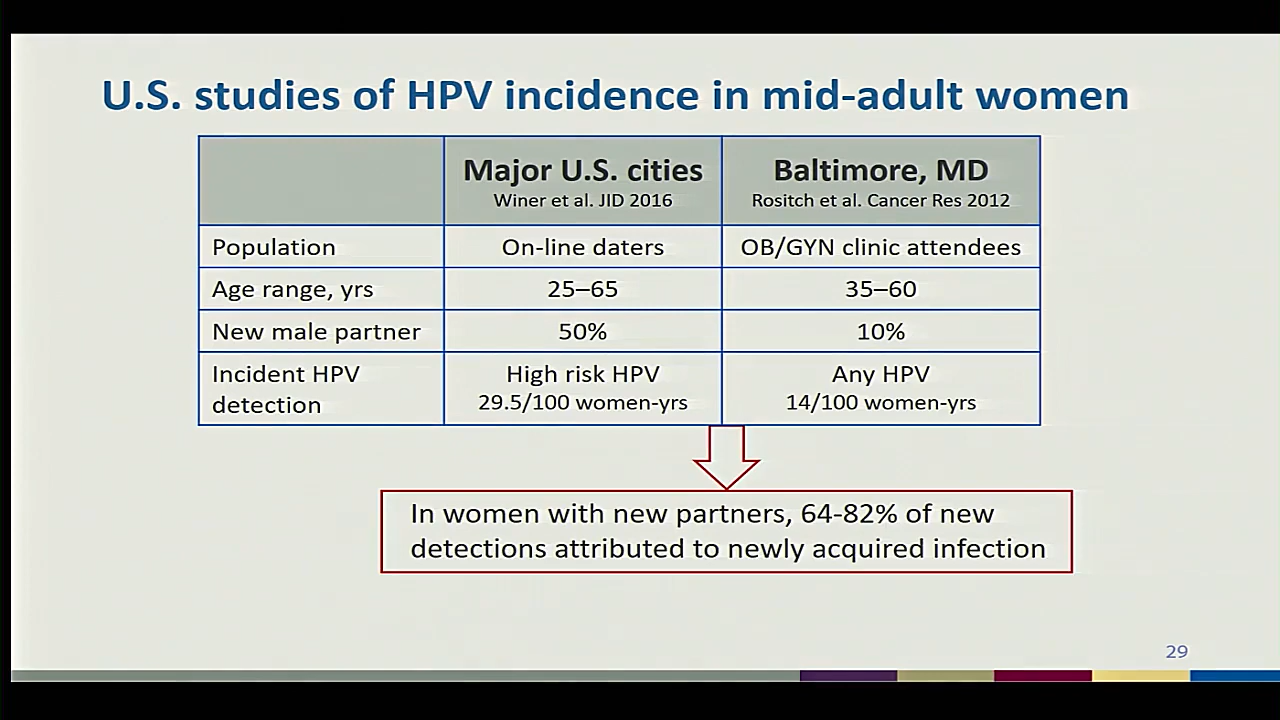 U.S. studies of HPV incidence in mid-adult women
Major U.S. cities
Winer et al. JID 2016
Baltimore, MD
Rositch et al. Cancer Res 2012
Population
On-line daters
OB/GYN clinic attendees
Age range, yrs
25–65
35–60
New male partner
50%
10%
Incident HPV
detection
High risk HPV
29.5/100 women-yrs
Any HPV
14/100 women-yrs
In women with new partners, 64-82% of new
detections attributed to newly acquired infection
29